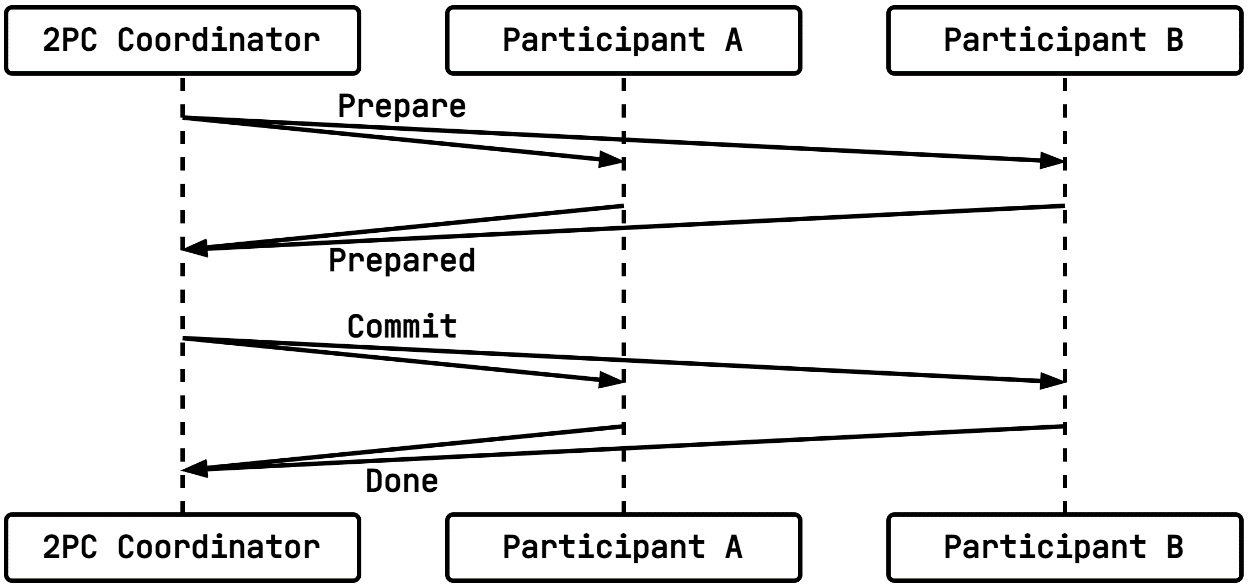 2PC Coordinator
Participant A
Participant B
Prepare
Prepared
Commit
Done
2PC Coordinator
Participant A
Participant B